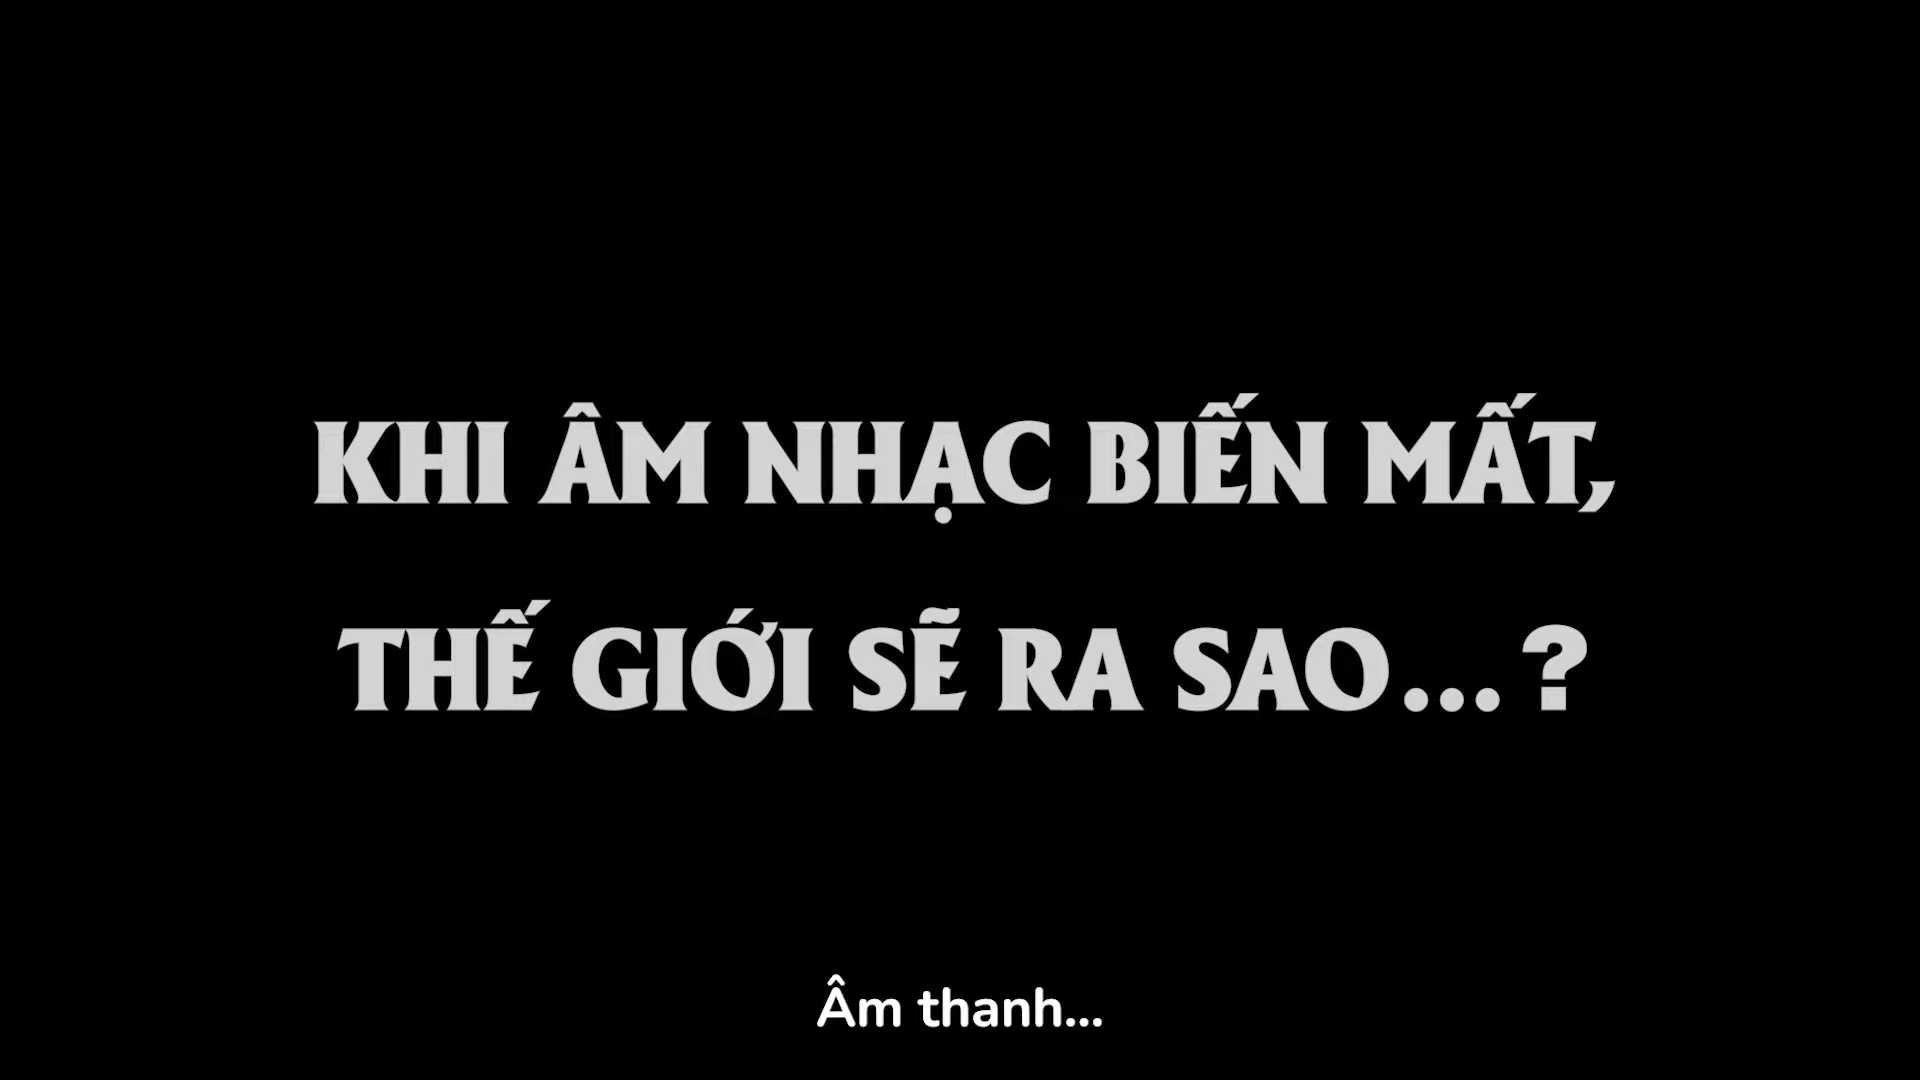 KHI ÂM NHẠC BIẾN MẤT,
THẾ GIỚI SẼ RA SAO...?
Âm thanh...